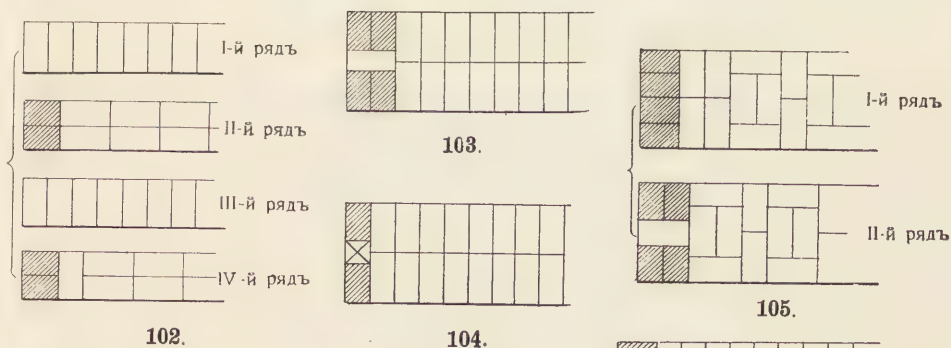 I-й рядъ
II-й рядъ
III-й рядъ
IV-й рядъ
102.
103.
104.
I-й рядъ
II-й рядъ
105.